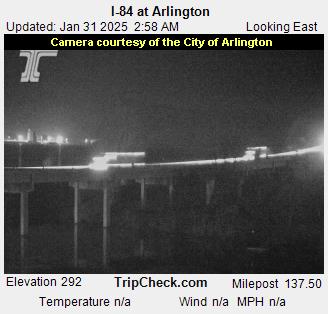 I-84 at Arlington
Updated: Jan 31 2025 2:58 AM Looking East
Camera courtesy of the City of Arlington
Elevation 292 TripCheck.com Milepost 137.50
Temperature n/a Wind n/a MPH n/a